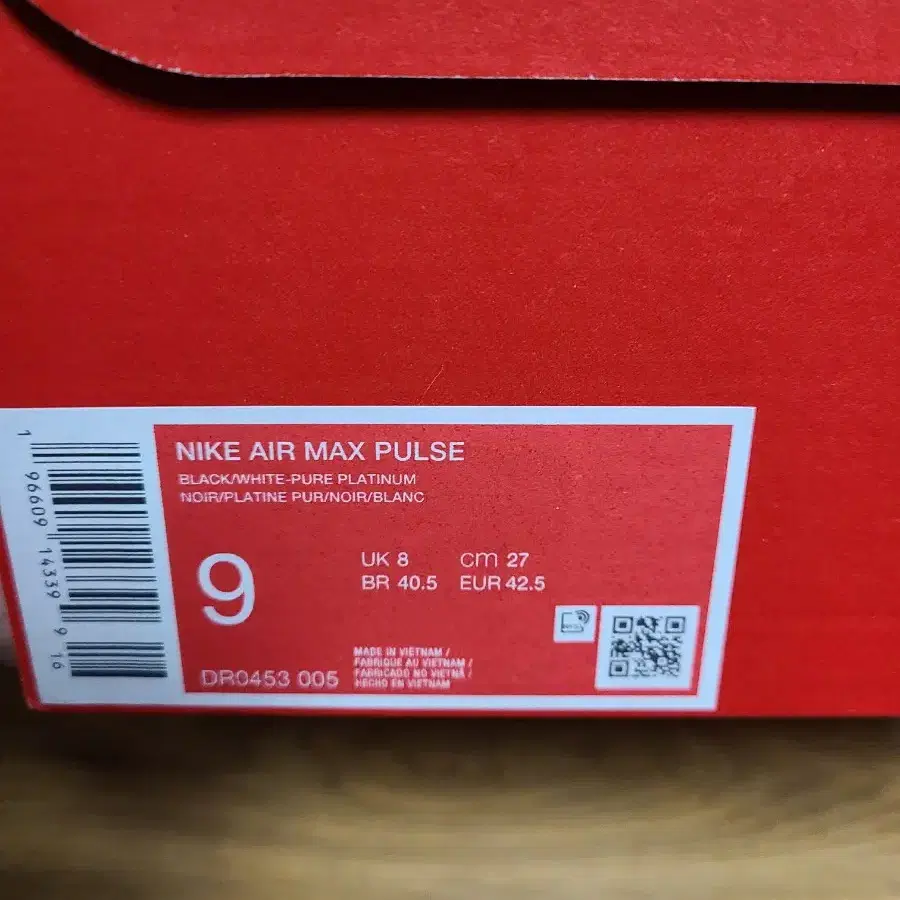 NIKE AIR MAX PULSE
BLACK/WHITE-PURE PLATINUM
NOIR/PLATINE PUR/NOIR/BLANC
9
UK 8 cm 27
BR 40.5 EUR 42.5
DR0453 005
MADE IN VIETNAM /
FABRIQUE AU VIETNAM /
FABRICADO NO VIETNÃ /
HECHO EN VIETNAM
1 96609 14339 9 16